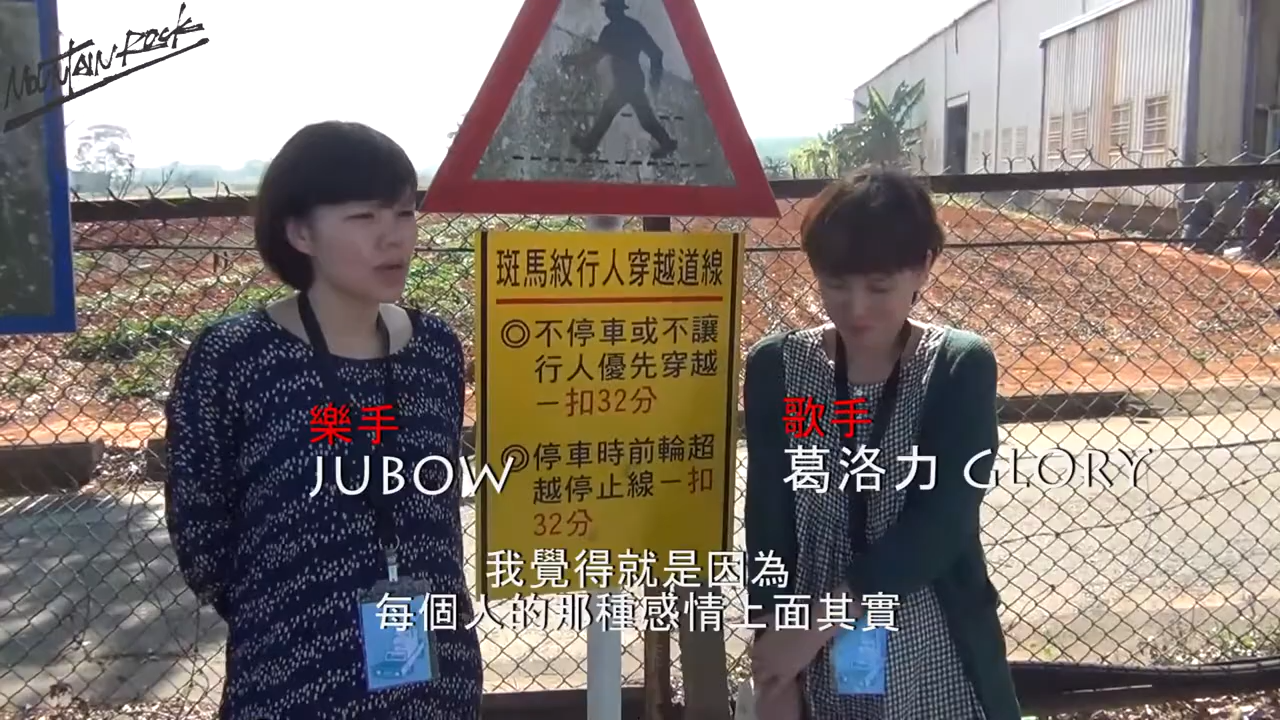 MOUNTAIN ROCK
斑馬紋行人穿越道線
◎不停車或不讓
行人優先穿越
一扣32分
◎停車時前輪超
越停止線一扣
32分
樂手
JUBOW
歌手
葛洛力 GLORY
我覺得就是因為
每個人的那種感情上面其實